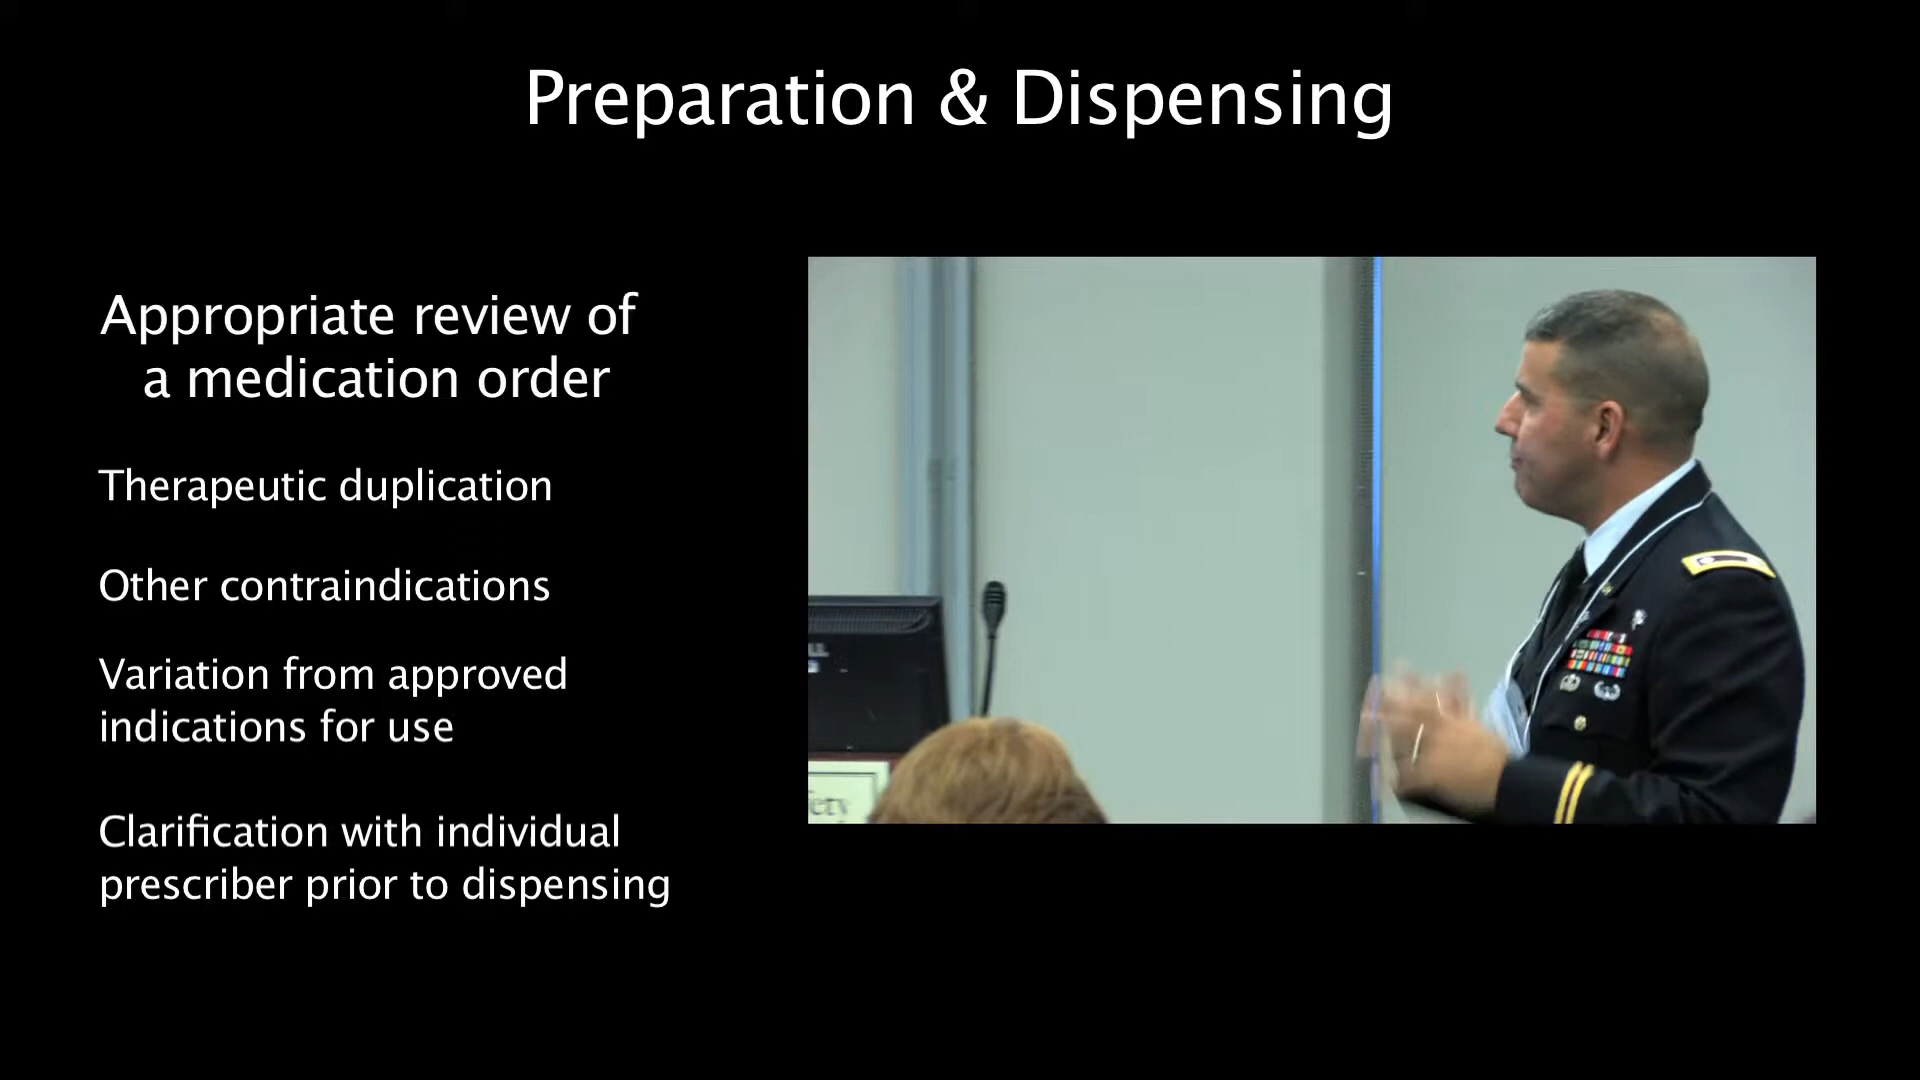 Preparation & Dispensing
Appropriate review of
a medication order
Therapeutic duplication
Other contraindications
Variation from approved
indications for use
Clarification with individual
prescriber prior to dispensing